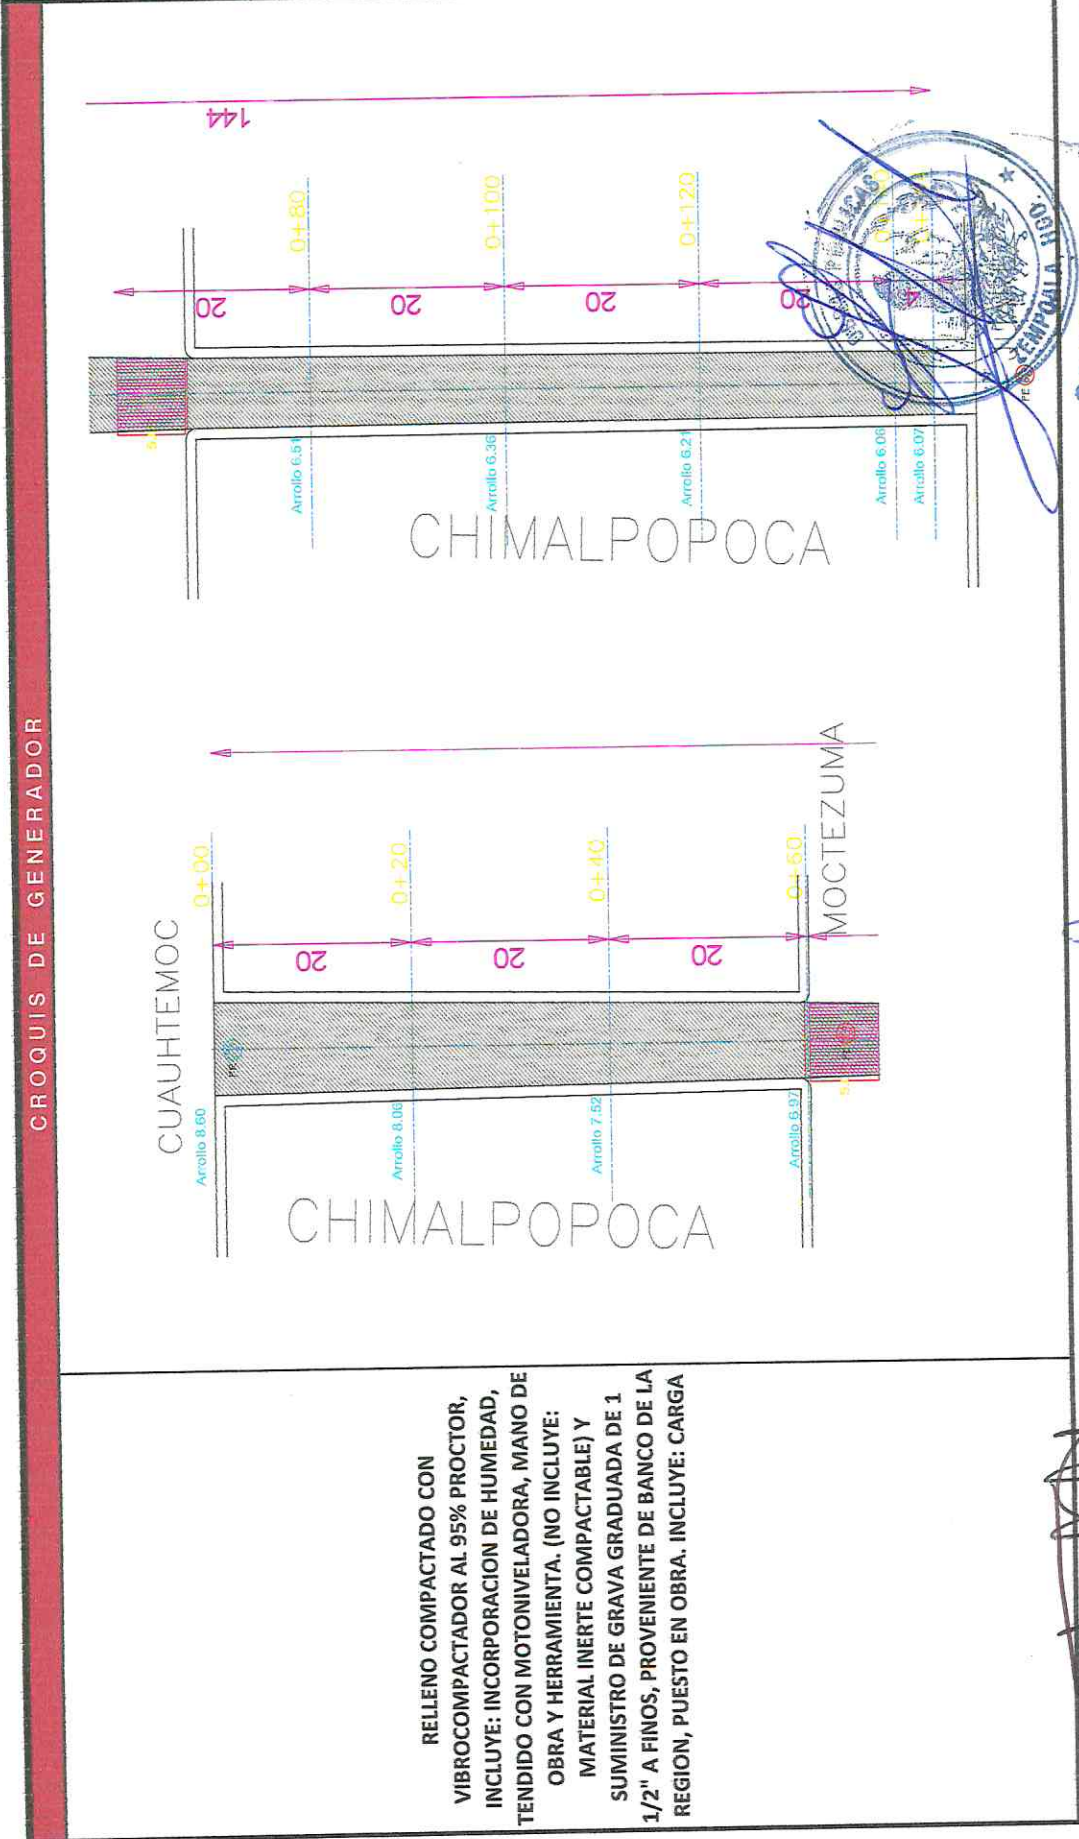 CROQUIS DE GENERADOR
RELLENO COMPACTADO CON
VIBROCOMPACTADOR AL 95% PROCTOR,
INCLUYE: INCORPORACION DE HUMEDAD,
TENDIDO CON MOTONIVELADORA, MANO DE
OBRA Y HERRAMIENTA. (NO INCLUYE:
MATERIAL INERTE COMPACTABLE) Y
SUMINISTRO DE GRAVA GRADUADA DE 1
1/2" A FINOS, PROVENIENTE DE BANCO DE LA
REGION, PUESTO EN OBRA. INCLUYE: CARGA
CUAUHTEMOC
Arrollo 8.60
0+00
20
Arrollo 8.06
0+20
20
Arrollo 7.52
0+40
20
Arrollo 6.97
0+60
CHIMALPOPOCA
MOCTEZUMA
144
20
Arrollo 6.51
0+80
20
Arrollo 6.36
0+100
20
Arrollo 6.21
0+120
20
Arrollo 6.06
4
Arrollo 6.07
CHIMALPOPOCA
PE
ZEMPOALA, HGO.